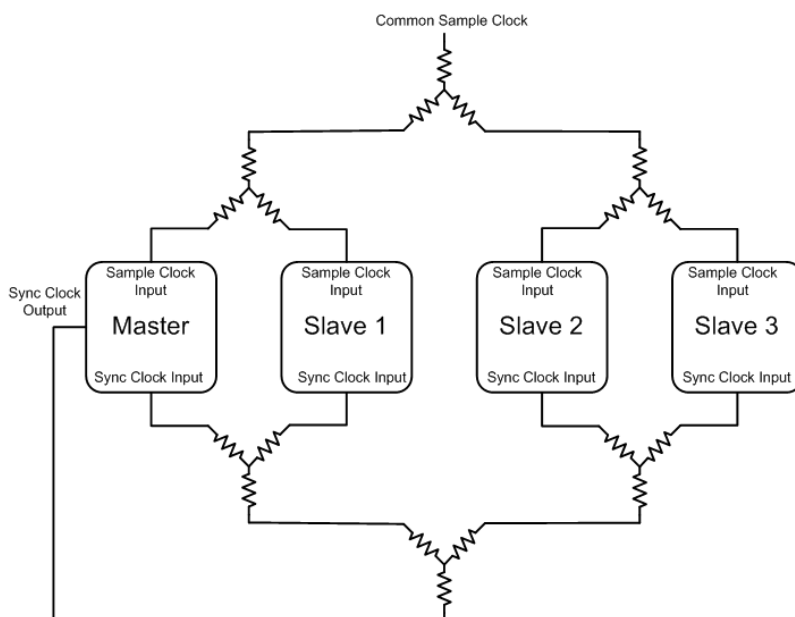 Common Sample Clock
Sample Clock
Input
Sample Clock
Input
Sample Clock
Input
Sample Clock
Input
Sync Clock
Output
Master
Slave 1
Slave 2
Slave 3
Sync Clock Input
Sync Clock Input
Sync Clock Input
Sync Clock Input